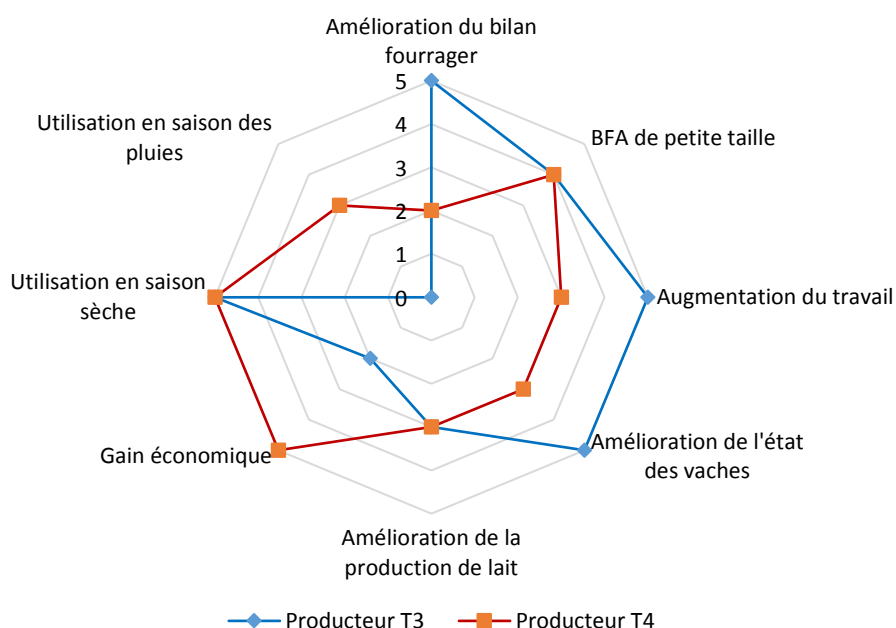 Amélioration du bilan
fourrager
5
4
3
2
1
0
BFA de petite taille
Augmentation du travail
Amélioration de l'état
des vaches
Amélioration de la
production de lait
Gain économique
Utilisation en saison
sèche
Utilisation en saison des
pluies
Producteur T3
Producteur T4